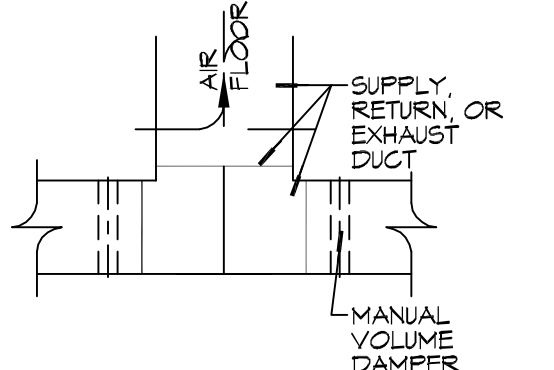 AIR
FLOOR
SUPPLY,
RETURN, OR
EXHAUST
DUCT
MANUAL
VOLUME
DAMPER